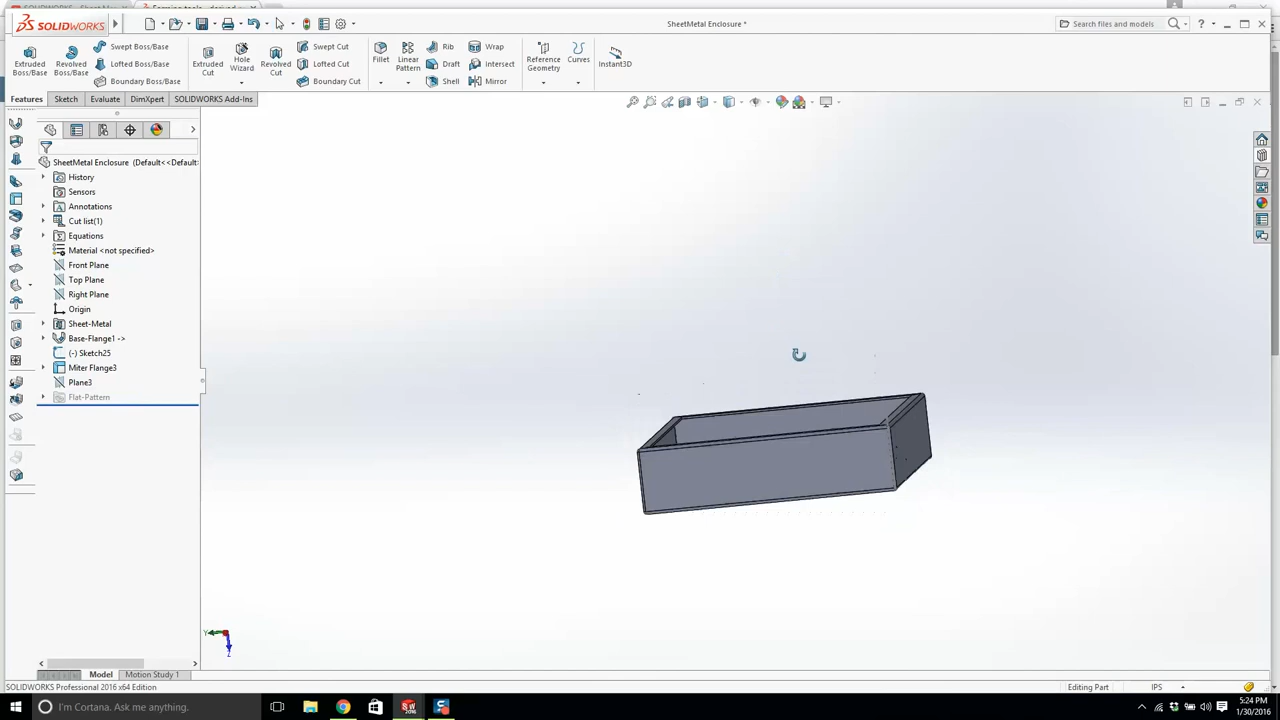 SOLIDWORKS
SheetMetal Enclosure *
Search files and models
Extruded Boss/Base
Revolved Boss/Base
Swept Boss/Base
Lofted Boss/Base
Boundary Boss/Base
Extruded Cut
Hole Wizard
Revolved Cut
Swept Cut
Lofted Cut
Boundary Cut
Fillet
Linear Pattern
Rib
Draft
Shell
Wrap
Intersect
Mirror
Reference Geometry
Curves
Instant3D
Features
Sketch
Evaluate
DimXpert
SOLIDWORKS Add-Ins
SheetMetal Enclosure (Default<<Default>
History
Sensors
Annotations
Cut list(1)
Equations
Material <not specified>
Front Plane
Top Plane
Right Plane
Origin
Sheet-Metal
Base-Flange1 ->
(-) Sketch25
Miter Flange3
Plane3
Flat-Pattern
Y
Z
Model
Motion Study 1
SOLIDWORKS Professional 2016 x64 Edition
Editing Part
IPS
I'm Cortana. Ask me anything.
5:24 PM
1/30/2016